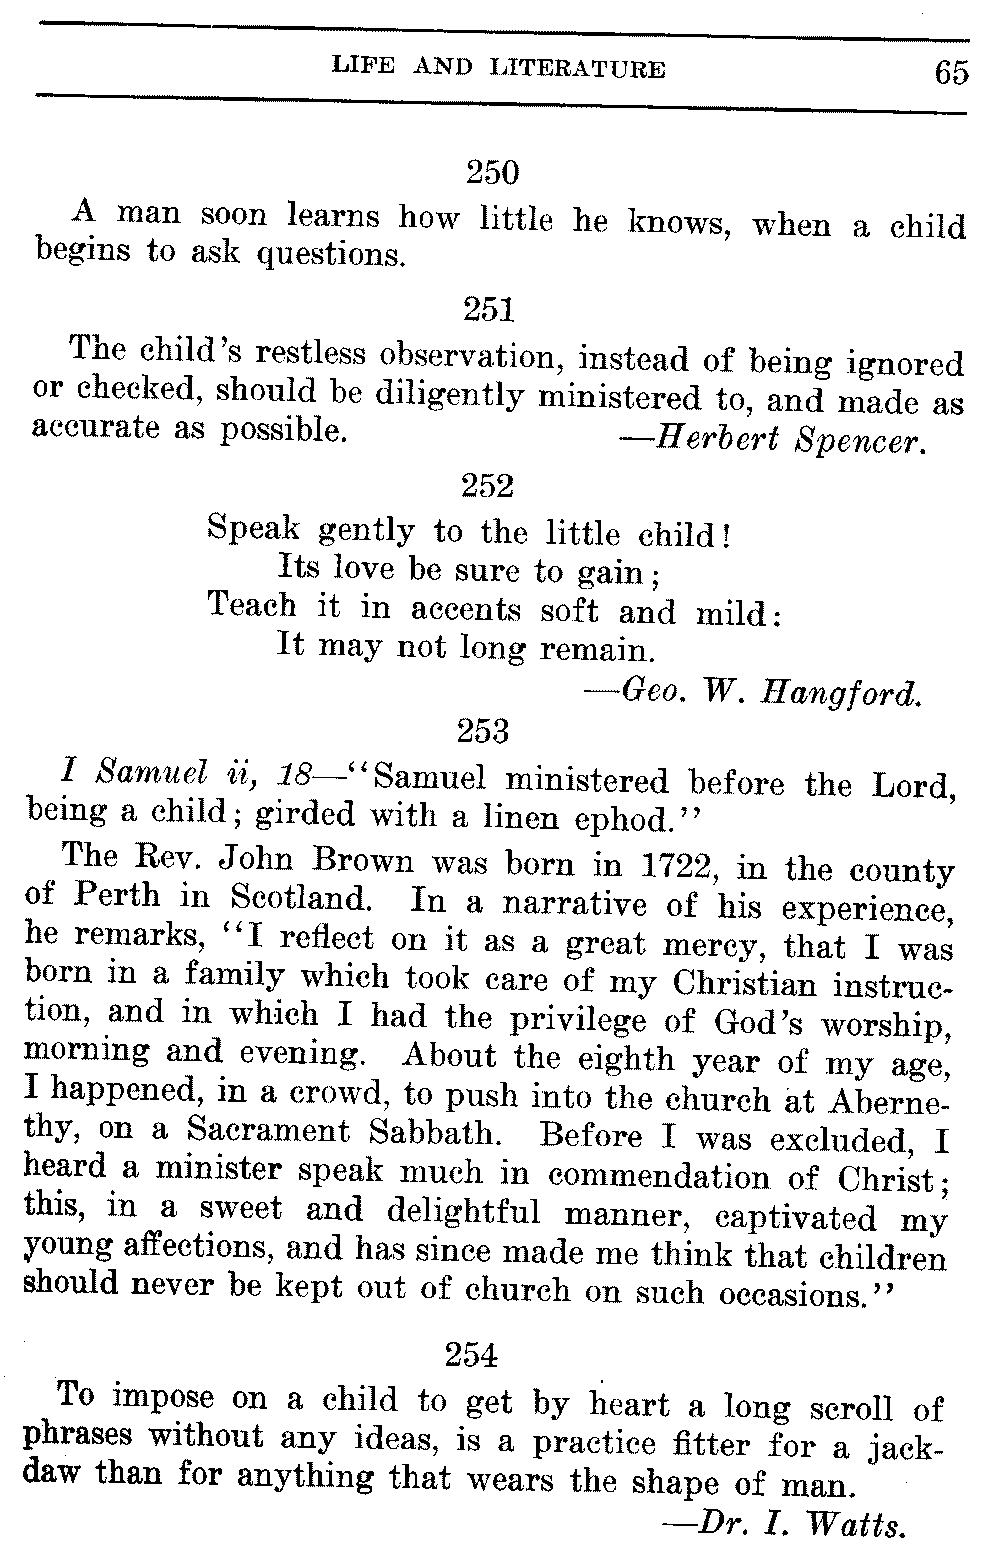 LIFE AND LITERATURE 65
250
A man soon learns how little he knows, when a child
begins to ask questions.
251
The child's restless observation, instead of being ignored
or checked, should be diligently ministered to, and made as
accurate as possible. —Herbert Spencer.
252
Speak gently to the little child!
Its love be sure to gain;
Teach it in accents soft and mild:
It may not long remain.
—Geo. W. Hangford.
253
I Samuel ii, 18—“Samuel ministered before the Lord,
being a child; girded with a linen ephod.”
The Rev. John Brown was born in 1722, in the county
of Perth in Scotland. In a narrative of his experience,
he remarks, “I reflect on it as a great mercy, that I was
born in a family which took care of my Christian instruc-
tion, and in which I had the privilege of God's worship,
morning and evening. About the eighth year of my age,
I happened, in a crowd, to push into the church at Aberne-
thy, on a Sacrament Sabbath. Before I was excluded, I
heard a minister speak much in commendation of Christ;
this, in a sweet and delightful manner, captivated my
young affections, and has since made me think that children
should never be kept out of church on such occasions.”
254
To impose on a child to get by heart a long scroll of
phrases without any ideas, is a practice fitter for a jack-
daw than for anything that wears the shape of man.
—Dr. I. Watts.